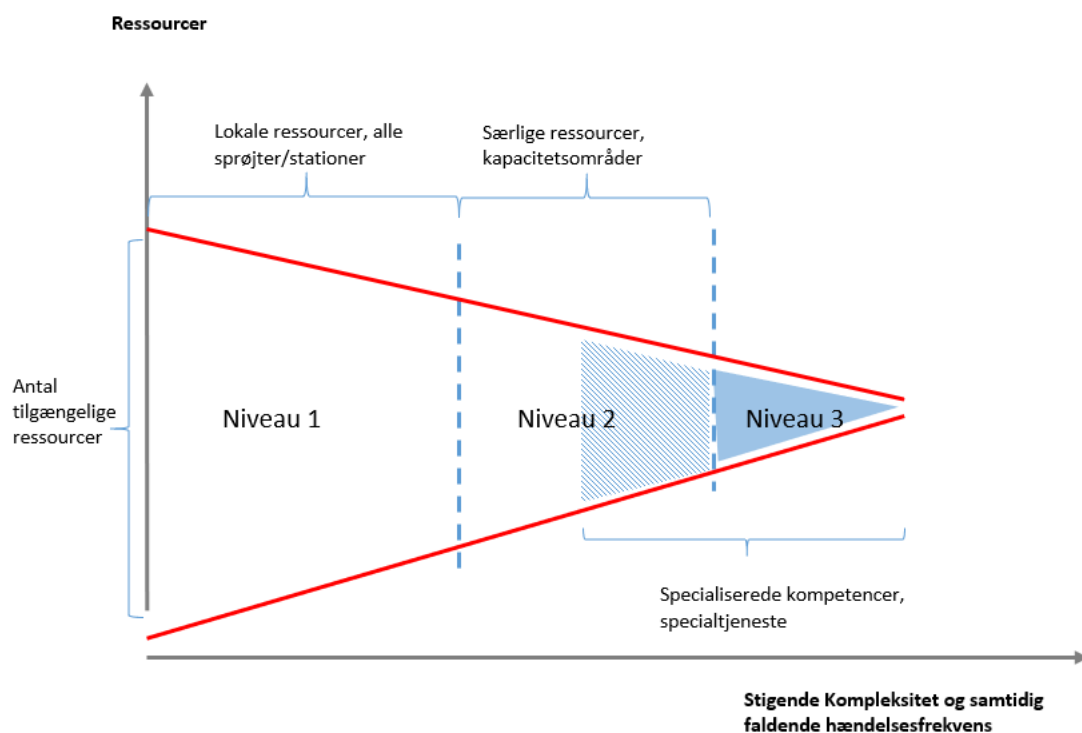 Ressourcer
Lokale ressourcer, alle
sprøjter/stationer
Særlige ressourcer,
kapacitetsområder
Antal
tilgængelige
ressourcer
Niveau 1
Niveau 2
Niveau 3
Specialiserede kompetencer,
specialtjeneste
Stigende Kompleksitet og samtidig
faldende hændelsesfrekvens